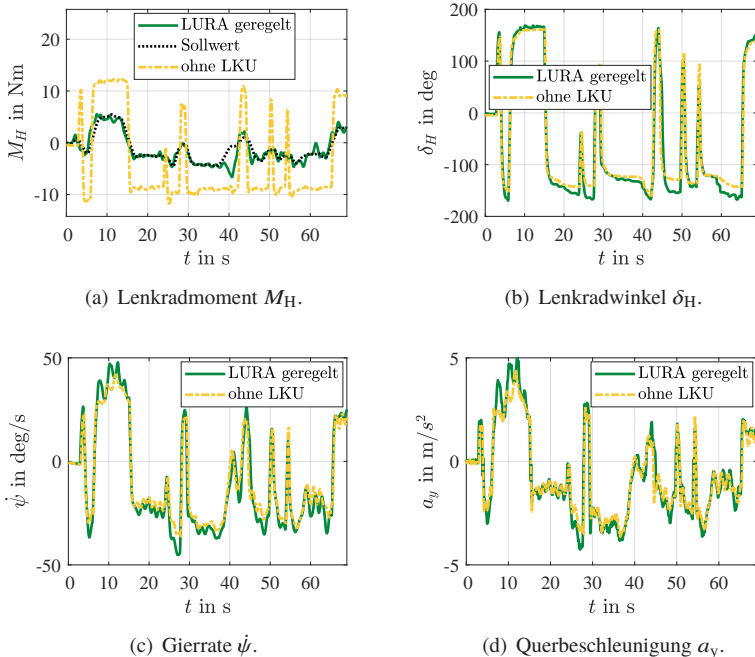 LURA geregelt
Sollwert
ohne LKU
M_H in Nm
20
10
0
-10
0 10 20 30 40 50 60
t in s
(a) Lenkradmoment M_H.
LURA geregelt
ohne LKU
δ_H in deg
200
100
0
-100
-200
0 10 20 30 40 50 60
t in s
(b) Lenkradwinkel δ_H.
LURA geregelt
ohne LKU
ψ̇ in deg/s
50
0
-50
0 10 20 30 40 50 60
t in s
(c) Gierrate ψ̇.
LURA geregelt
ohne LKU
a_y in m/s²
5
0
-5
0 10 20 30 40 50 60
t in s
(d) Querbeschleunigung a_y.